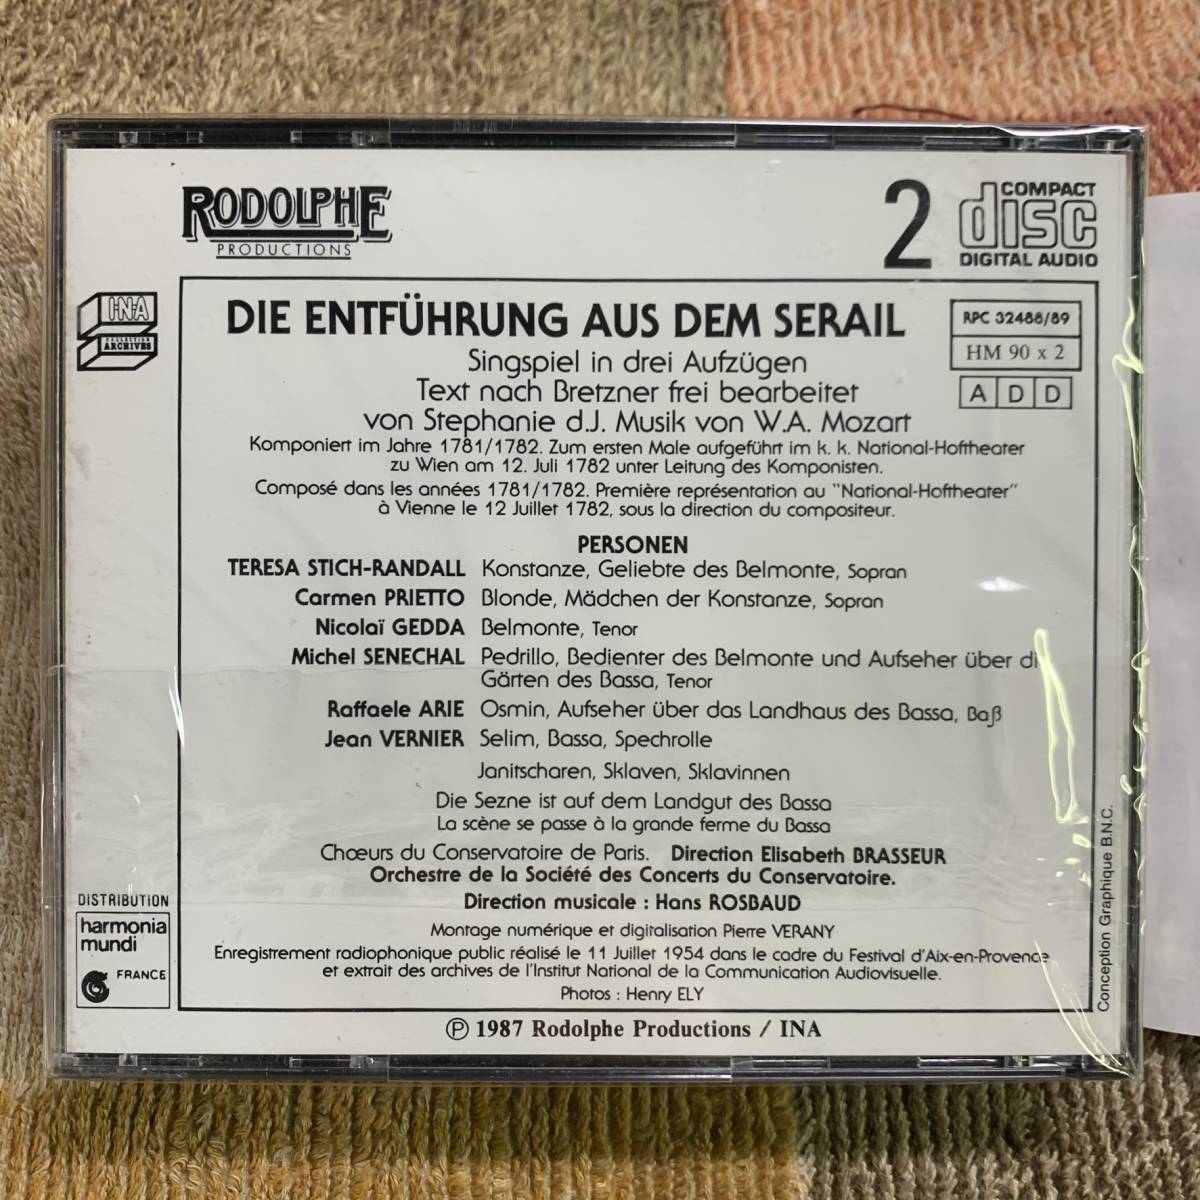 RODOLPHE
PRODUCTIONS
2
COMPACT
disc
DIGITAL AUDIO
I·N·A
COLLECTION
ARCHIVES
DIE ENTFÜHRUNG AUS DEM SERAIL
Singspiel in drei Aufzügen
Text nach Bretzner frei bearbeitet
von Stephanie d.J. Musik von W.A. Mozart
RPC 32488/89
HM 90 x 2
A D D
Komponiert im Jahre 1781/1782. Zum ersten Male aufgeführt im k. k. National-Hoftheater
zu Wien am 12. Juli 1782 unter Leitung des Komponisten.
Composé dans les années 1781/1782. Première représentation au "National-Hoftheater"
à Vienne le 12 Juillet 1782, sous la direction du compositeur.
PERSONEN
TERESA STICH-RANDALL Konstanze, Geliebte des Belmonte, Sopran
Carmen PRIETTO Blonde, Mädchen der Konstanze, Sopran
Nicolaï GEDDA Belmonte, Tenor
Michel SENECHAL Pedrillo, Bedienter des Belmonte und Aufseher über di
Gärten des Bassa, Tenor
Raffaele ARIE Osmin, Aufseher über das Landhaus des Bassa, Baß
Jean VERNIER Selim, Bassa, Spechrolle
Janitscharen, Sklaven, Sklavinnen
Die Sezne ist auf dem Landgut des Bassa
La scène se passe à la grande ferme du Bassa
Chœurs du Conservatoire de Paris. Direction Elisabeth BRASSEUR
Orchestre de la Société des Concerts du Conservatoire.
Direction musicale : Hans ROSBAUD
Montage numérique et digitalisation Pierre VERANY
Enregistrement radiophonique public réalisé le 11 Juillet 1954 dans le cadre du Festival d'Aix-en-Provence
et extrait des archives de l'Institut National de la Communication Audiovisuelle.
Photos : Henry ELY
DISTRIBUTION
harmonia
mundi
FRANCE
Conception Graphique B.N.C.
℗ 1987 Rodolphe Productions / INA